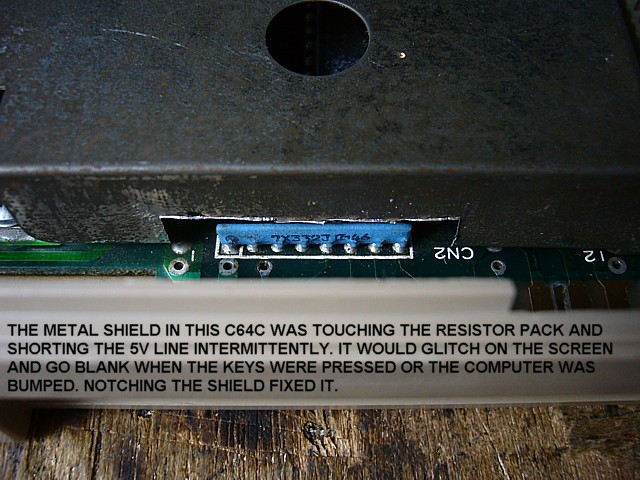 1
CN2
12
THE METAL SHIELD IN THIS C64C WAS TOUCHING THE RESISTOR PACK AND
SHORTING THE 5V LINE INTERMITTENTLY. IT WOULD GLITCH ON THE SCREEN
AND GO BLANK WHEN THE KEYS WERE PRESSED OR THE COMPUTER WAS
BUMPED. NOTCHING THE SHIELD FIXED IT.